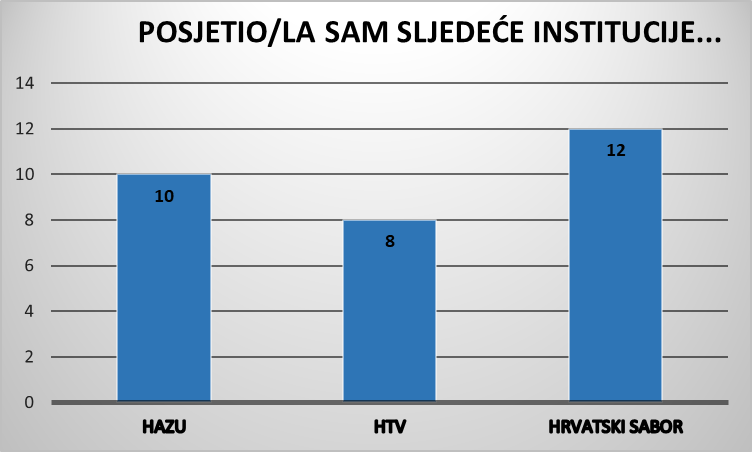 POSJETIO/LA SAM SLJEDEĆE INSTITUCIJE...
14
12
10
8
6
4
2
0
10
8
12
HAZU
HTV
HRVATSKI SABOR